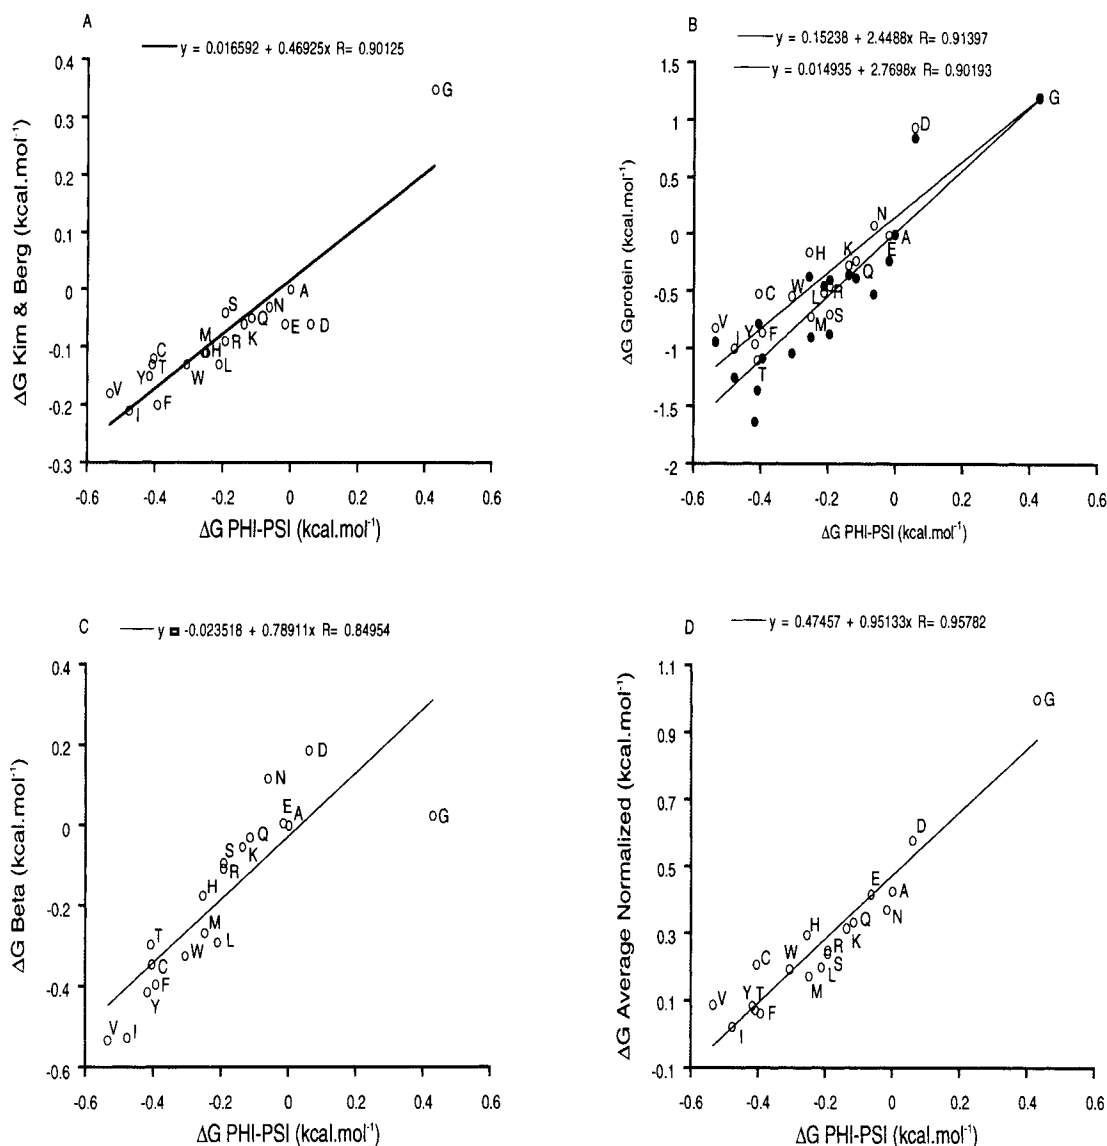 A
y = 0.016592 + 0.46925x R= 0.90125
0.4
0.3
0.2
0.1
0
-0.1
-0.2
-0.3
-0.6
-0.4
-0.2
0
0.2
0.4
0.6
ΔG Kim & Berg (kcal.mol⁻¹)
ΔG PHI-PSI (kcal.mol⁻¹)
G
A
N
S
Q
E
D
M
R
K
H
C
T
L
Y
W
V
F
I
B
y = 0.15238 + 2.4488x R= 0.91397
y = 0.014935 + 2.7698x R= 0.90193
1.5
1
0.5
0
-0.5
-1
-1.5
-2
-0.6
-0.4
-0.2
0
0.2
0.4
0.6
ΔG Gprotein (kcal.mol⁻¹)
ΔG PHI-PSI (kcal.mol⁻¹)
G
D
N
A
H
K
E
Q
W
C
L
R
V
M
S
Y
F
I
T
C
y = -0.023518 + 0.78911x R= 0.84954
0.4
0.2
0
-0.2
-0.4
-0.6
-0.6
-0.4
-0.2
0
0.2
0.4
0.6
ΔG Beta (kcal.mol⁻¹)
ΔG PHI-PSI (kcal.mol⁻¹)
D
N
E
A
G
Q
S
K
R
H
M
T
L
W
C
F
Y
V
I
D
y = 0.47457 + 0.95133x R= 0.95782
1.1
0.9
0.7
0.5
0.3
0.1
-0.1
-0.6
-0.4
-0.2
0
0.2
0.4
0.6
ΔG Average Normalized (kcal.mol⁻¹)
ΔG PHI-PSI (kcal.mol⁻¹)
G
D
E
A
H
Q
N
W
R
K
C
S
L
M
V
Y
T
F
I